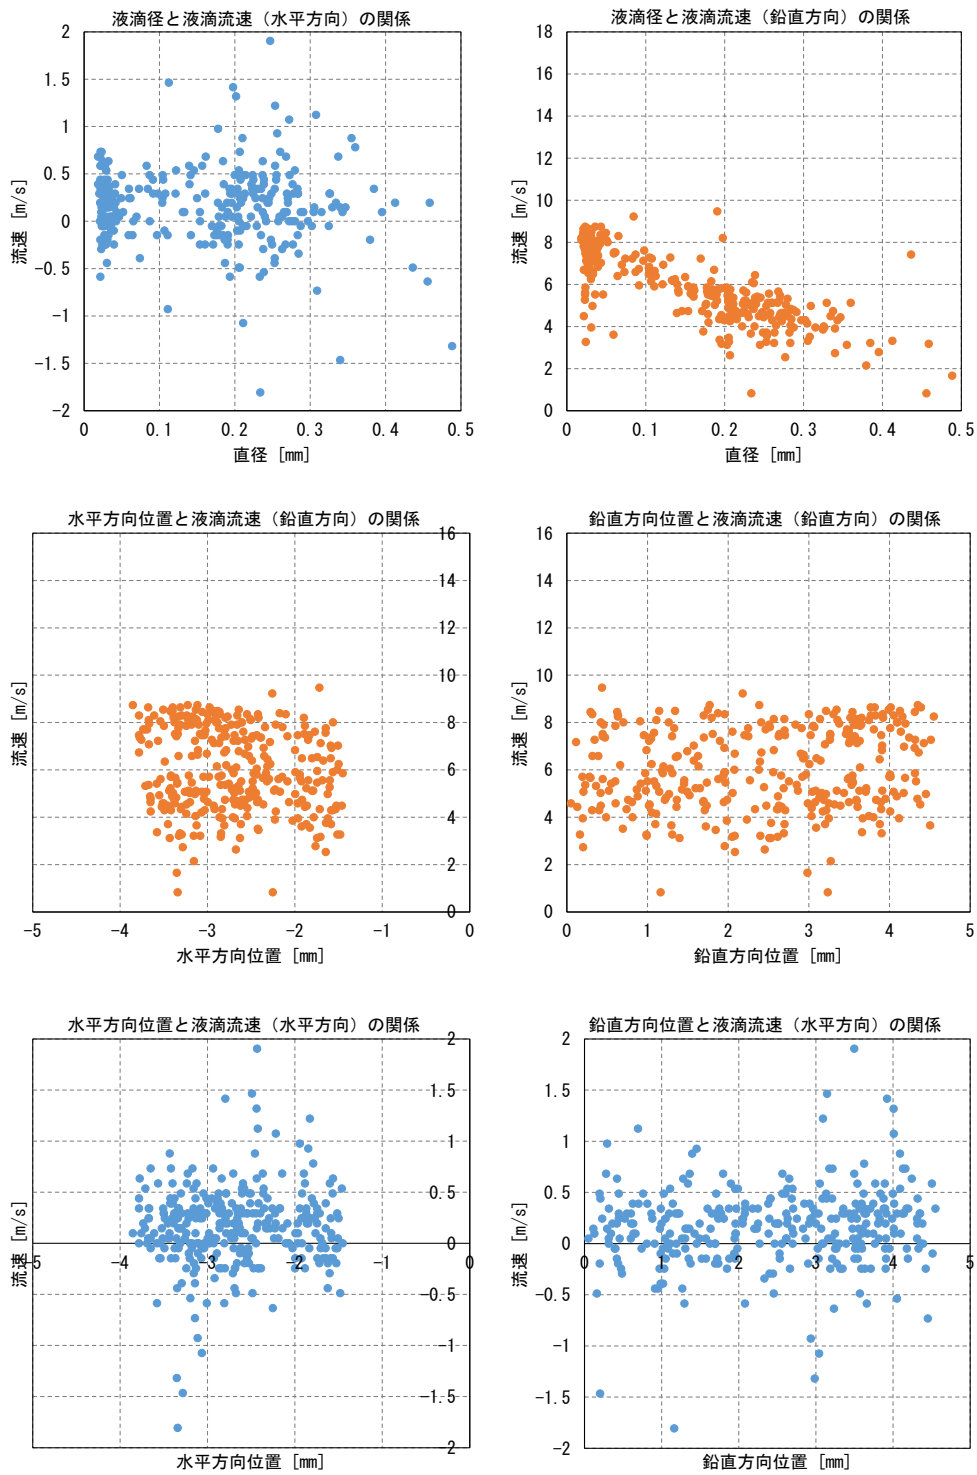 液滴径と液滴流速（水平方向）の関係
2
1.5
1
0.5
0
-0.5
-1
-1.5
-2
流速 [m/s]
0 0.1 0.2 0.3 0.4 0.5
直径 [mm]
液滴径と液滴流速（鉛直方向）の関係
18
16
14
12
10
8
6
4
2
0
流速 [m/s]
0 0.1 0.2 0.3 0.4 0.5
直径 [mm]
水平方向位置と液滴流速（鉛直方向）の関係
16
14
12
10
8
6
4
2
0
流速 [m/s]
-5 -4 -3 -2 -1 0
水平方向位置 [mm]
鉛直方向位置と液滴流速（鉛直方向）の関係
16
14
12
10
8
6
4
2
0
流速 [m/s]
0 1 2 3 4 5
鉛直方向位置 [mm]
水平方向位置と液滴流速（水平方向）の関係
2
1.5
1
0.5
0
-0.5
-1
-1.5
-2
流速 [m/s]
-5 -4 -3 -2 -1 0
水平方向位置 [mm]
鉛直方向位置と液滴流速（水平方向）の関係
2
1.5
1
0.5
0
-0.5
-1
-1.5
-2
流速 [m/s]
0 1 2 3 4 5
鉛直方向位置 [mm]